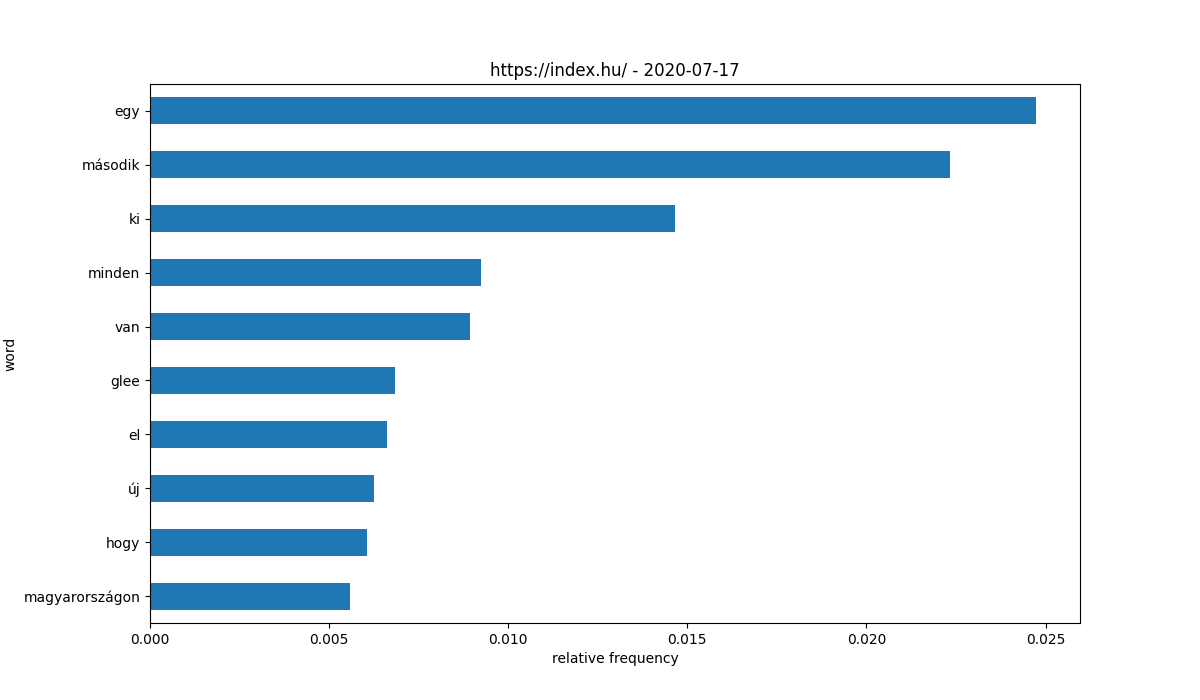 https://index.hu/ - 2020-07-17
egy
második
ki
minden
van
glee
el
új
hogy
magyarországon
word
0.000 0.005 0.010 0.015 0.020 0.025
relative frequency